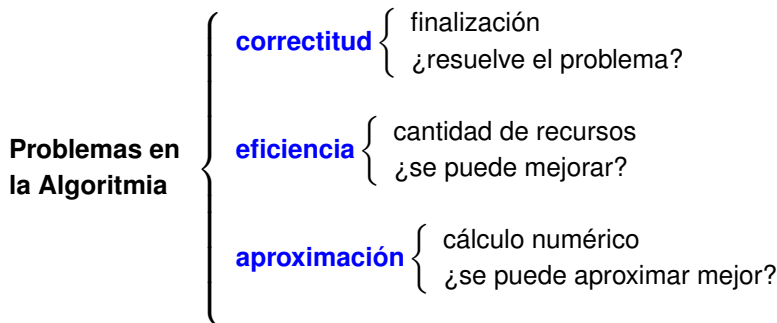 Problemas en
la Algoritmia
correctitud
finalización
¿resuelve el problema?
eficiencia
cantidad de recursos
¿se puede mejorar?
aproximación
cálculo numérico
¿se puede aproximar mejor?